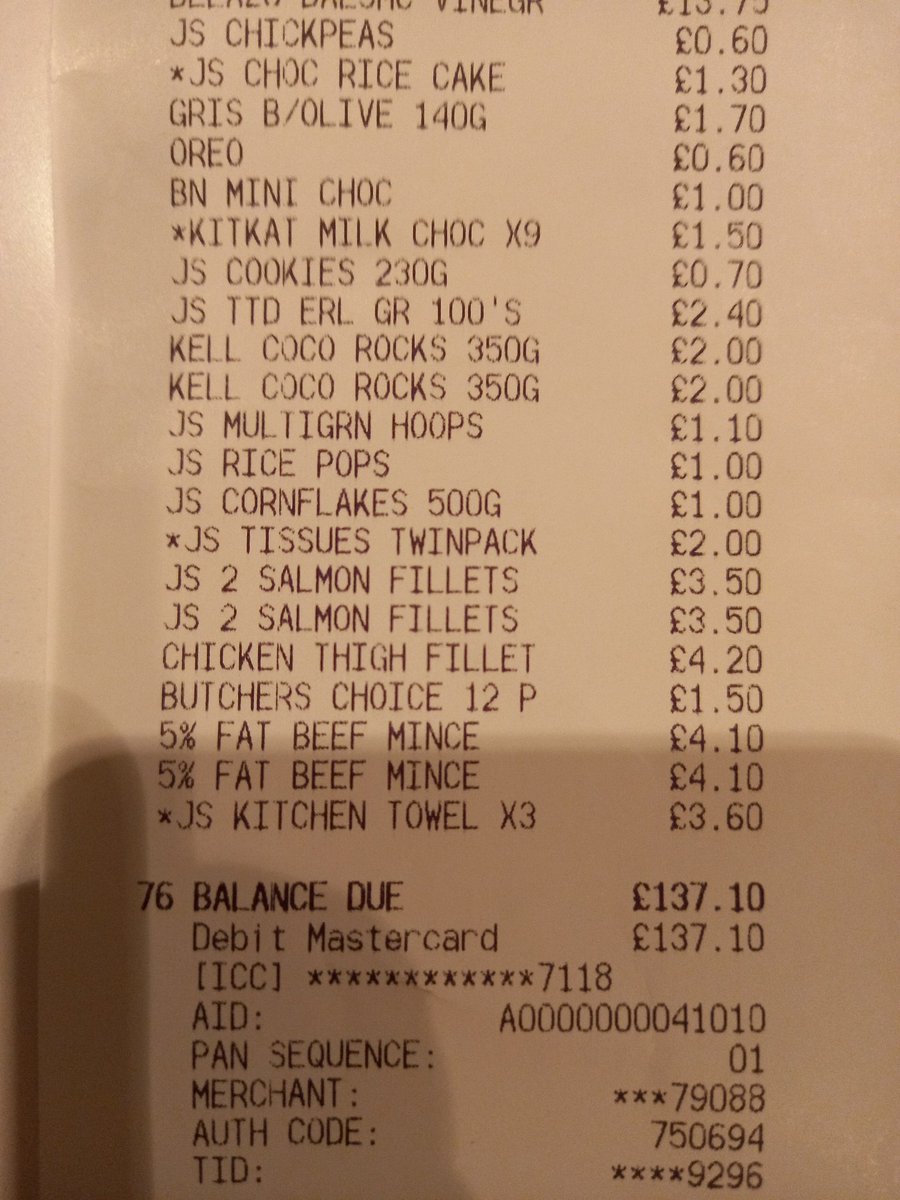 BELAZU BALSMC VINEGR £13.75
JS CHICKPEAS £0.60
*JS CHOC RICE CAKE £1.30
GRIS B/OLIVE 140G £1.70
OREO £0.60
BN MINI CHOC £1.00
*KITKAT MILK CHOC X9 £1.50
JS COOKIES 230G £0.70
JS TTD ERL GR 100'S £2.40
KELL COCO ROCKS 350G £2.00
KELL COCO ROCKS 350G £2.00
JS MULTIGRN HOOPS £1.10
JS RICE POPS £1.00
JS CORNFLAKES 500G £1.00
*JS TISSUES TWINPACK £2.00
JS 2 SALMON FILLETS £3.50
JS 2 SALMON FILLETS £3.50
CHICKEN THIGH FILLET £4.20
BUTCHERS CHOICE 12 P £1.50
5% FAT BEEF MINCE £4.10
5% FAT BEEF MINCE £4.10
*JS KITCHEN TOWEL X3 £3.60
76 BALANCE DUE £137.10
Debit Mastercard £137.10
[ICC] ************7118
AID: A0000000041010
PAN SEQUENCE: 01
MERCHANT: ***79088
AUTH CODE: 750694
TID: ****9296